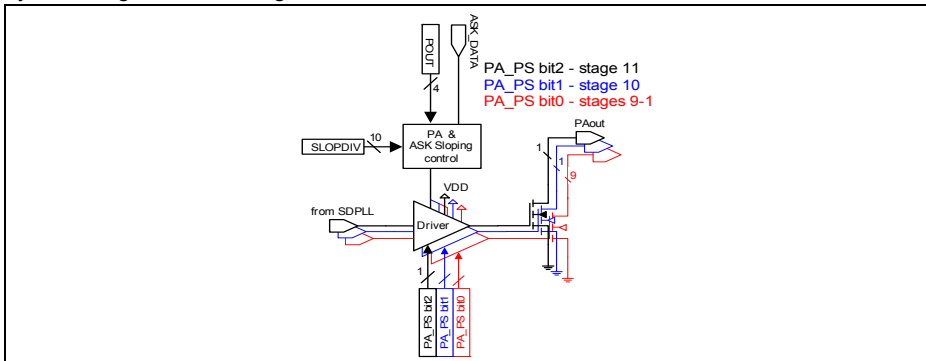 POUT
ASK_DATA
4
PA_PS bit2 - stage 11
PA_PS bit1 - stage 10
PA_PS bit0 - stages 9-1
SLOPDIV
10
PA &
ASK Sloping
control
PAout
1
1
9
VDD
from SDPLL
Driver
1
PA_PS bit2
PA_PS bit1
PA_PS bit0